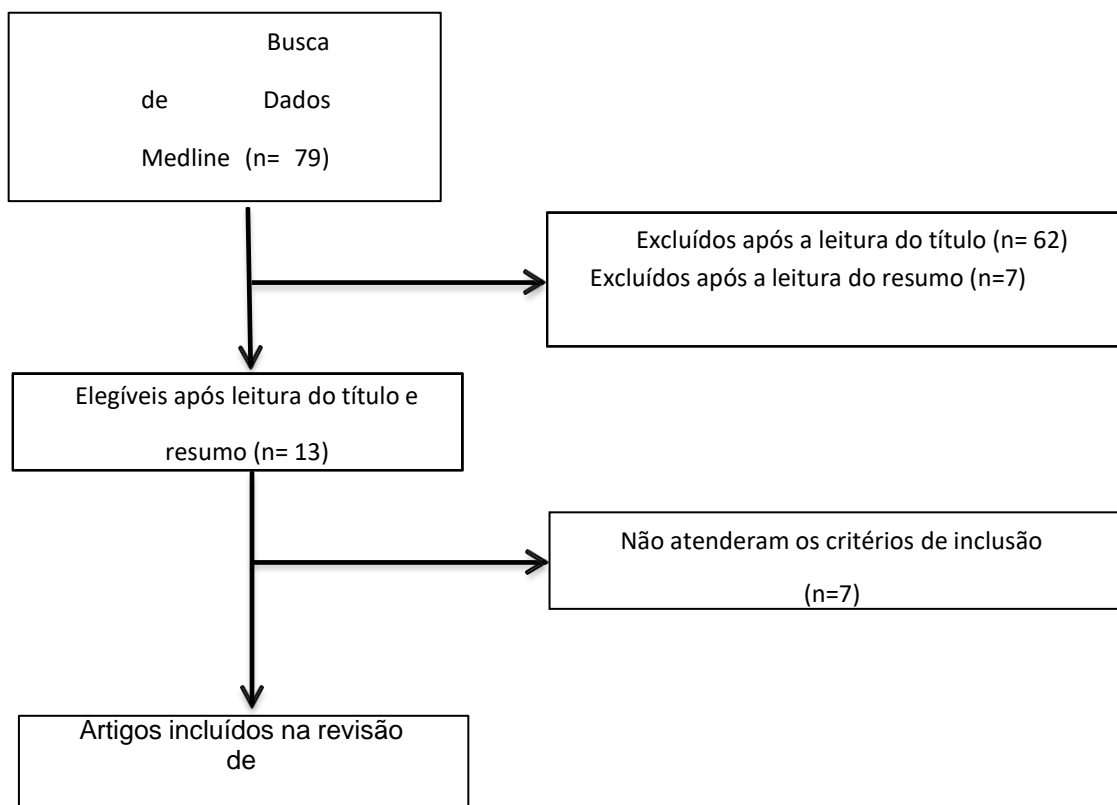 Busca
de Dados
Medline (n= 79)
Excluídos após a leitura do título (n= 62)
Excluídos após a leitura do resumo (n=7)
Elegíveis após leitura do título e
resumo (n= 13)
Não atenderam os critérios de inclusão
(n=7)
Artigos incluídos na revisão
de